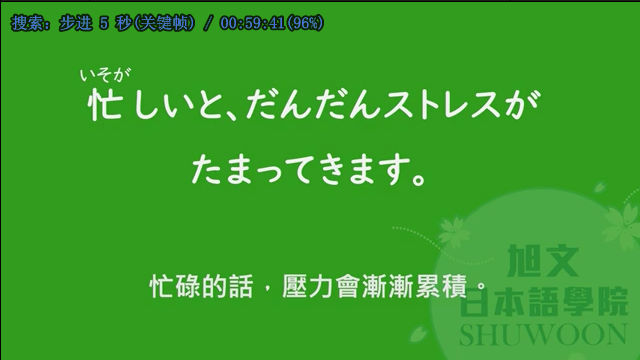 搜索: 步进 5 秒(关键帧) / 00:59:41(96%)
いそが
忙しいと、だんだんストレスが
たまってきます。
忙碌的話，壓力會漸漸累積。
旭文
日本語學院
SHUWOON